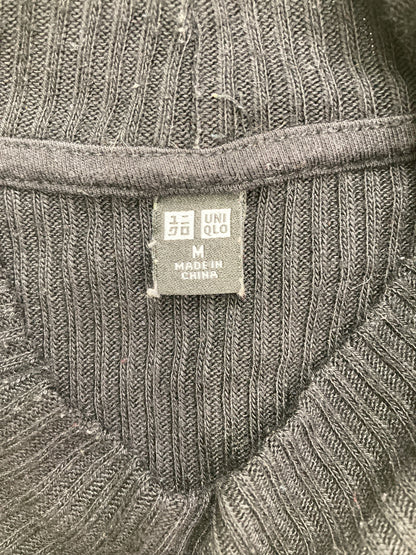 ユニ UNI
クロ QLO
M
MADE IN
CHINA